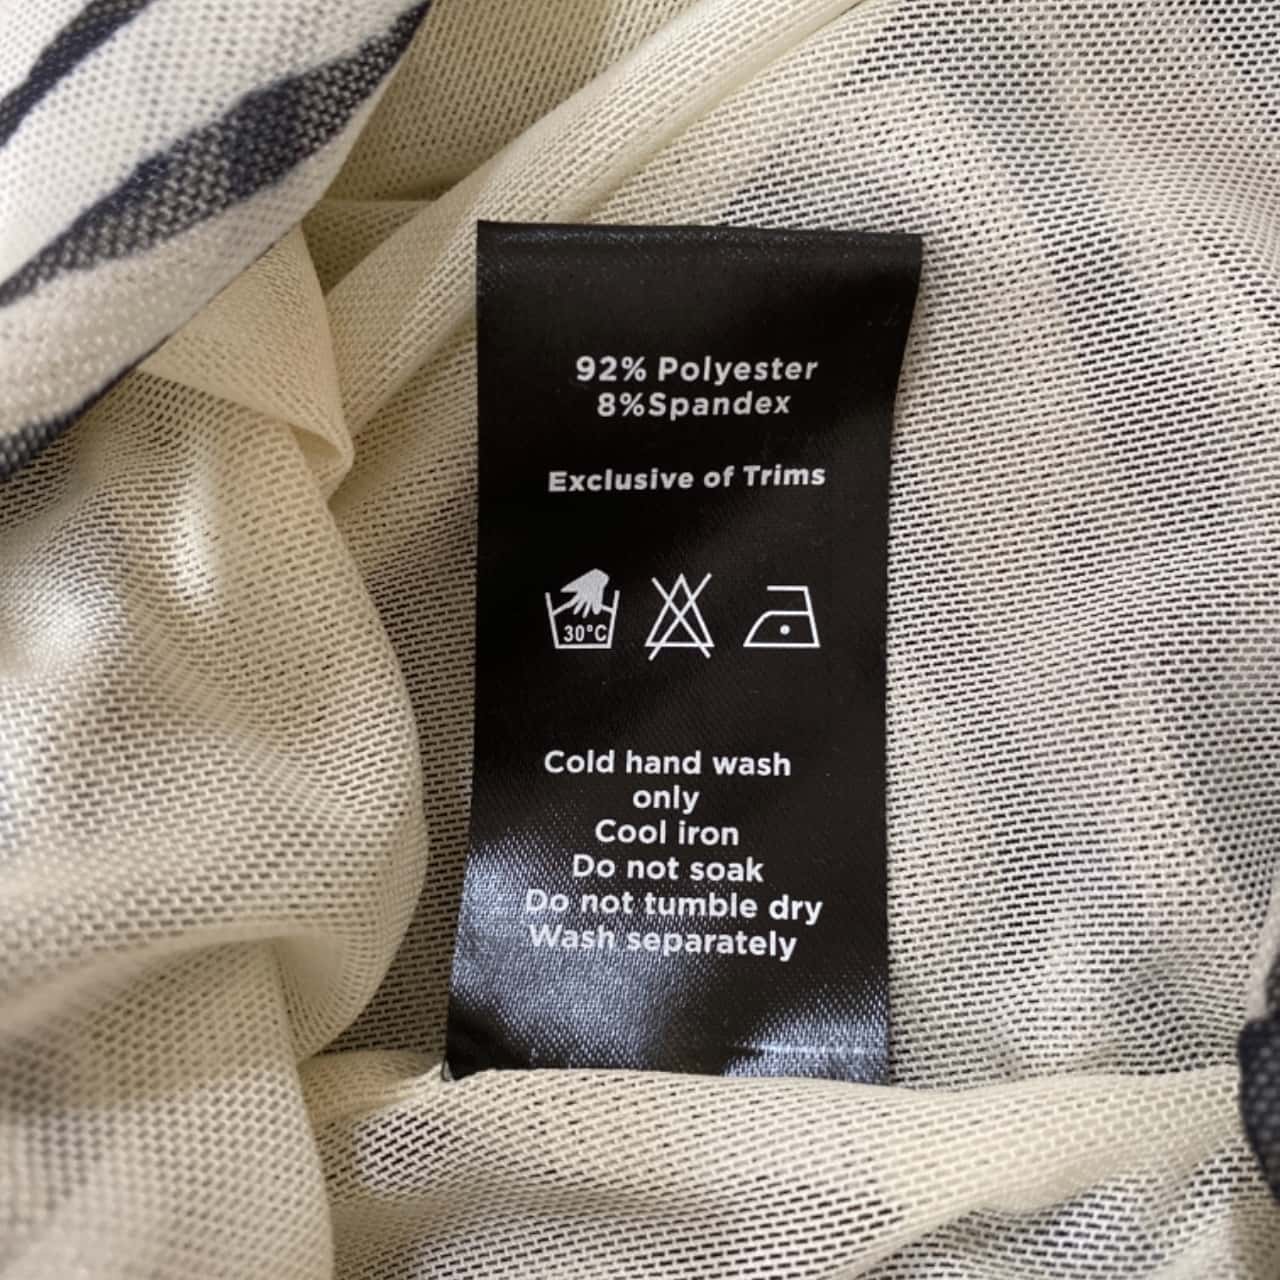 92% Polyester
8%Spandex
Exclusive of Trims
30°C
Cold hand wash
only
Cool iron
Do not soak
Do not tumble dry
Wash separately